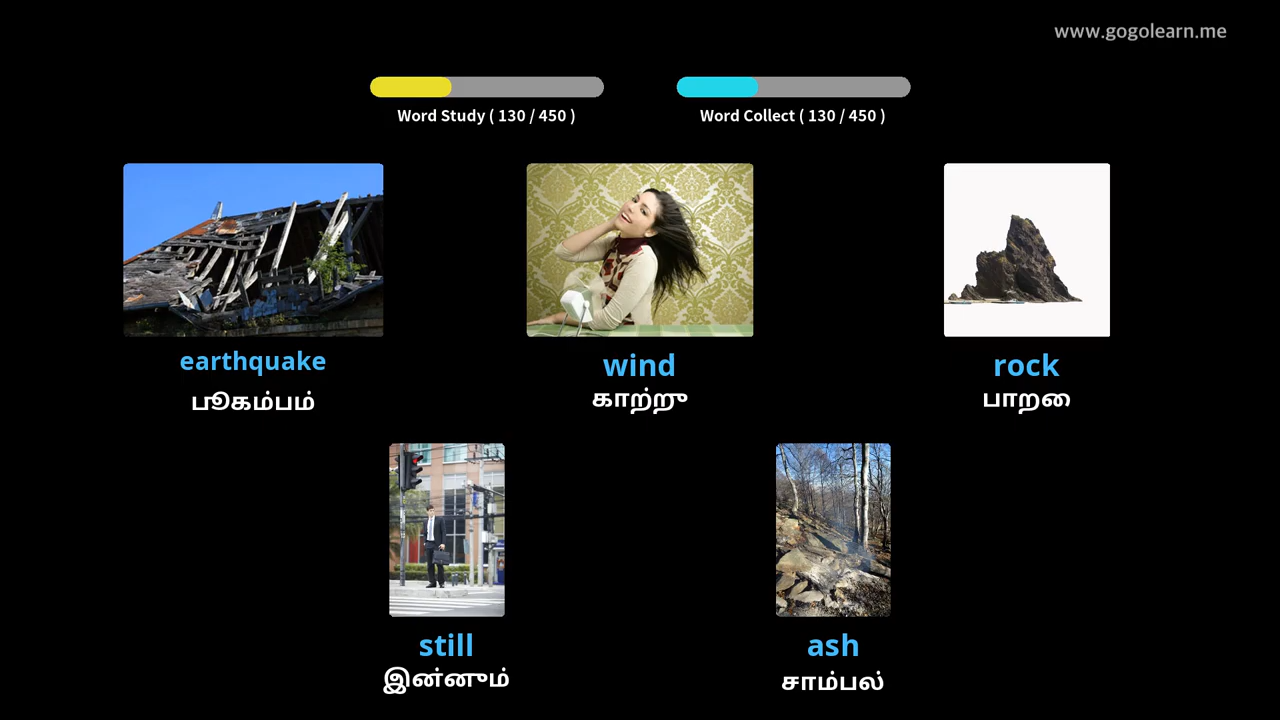 www.gogolearn.me
Word Study ( 130 / 450 )
Word Collect ( 130 / 450 )
earthquake
பூகம்பம்
wind
காற்று
rock
பாறை
still
இன்னும்
ash
சாம்பல்